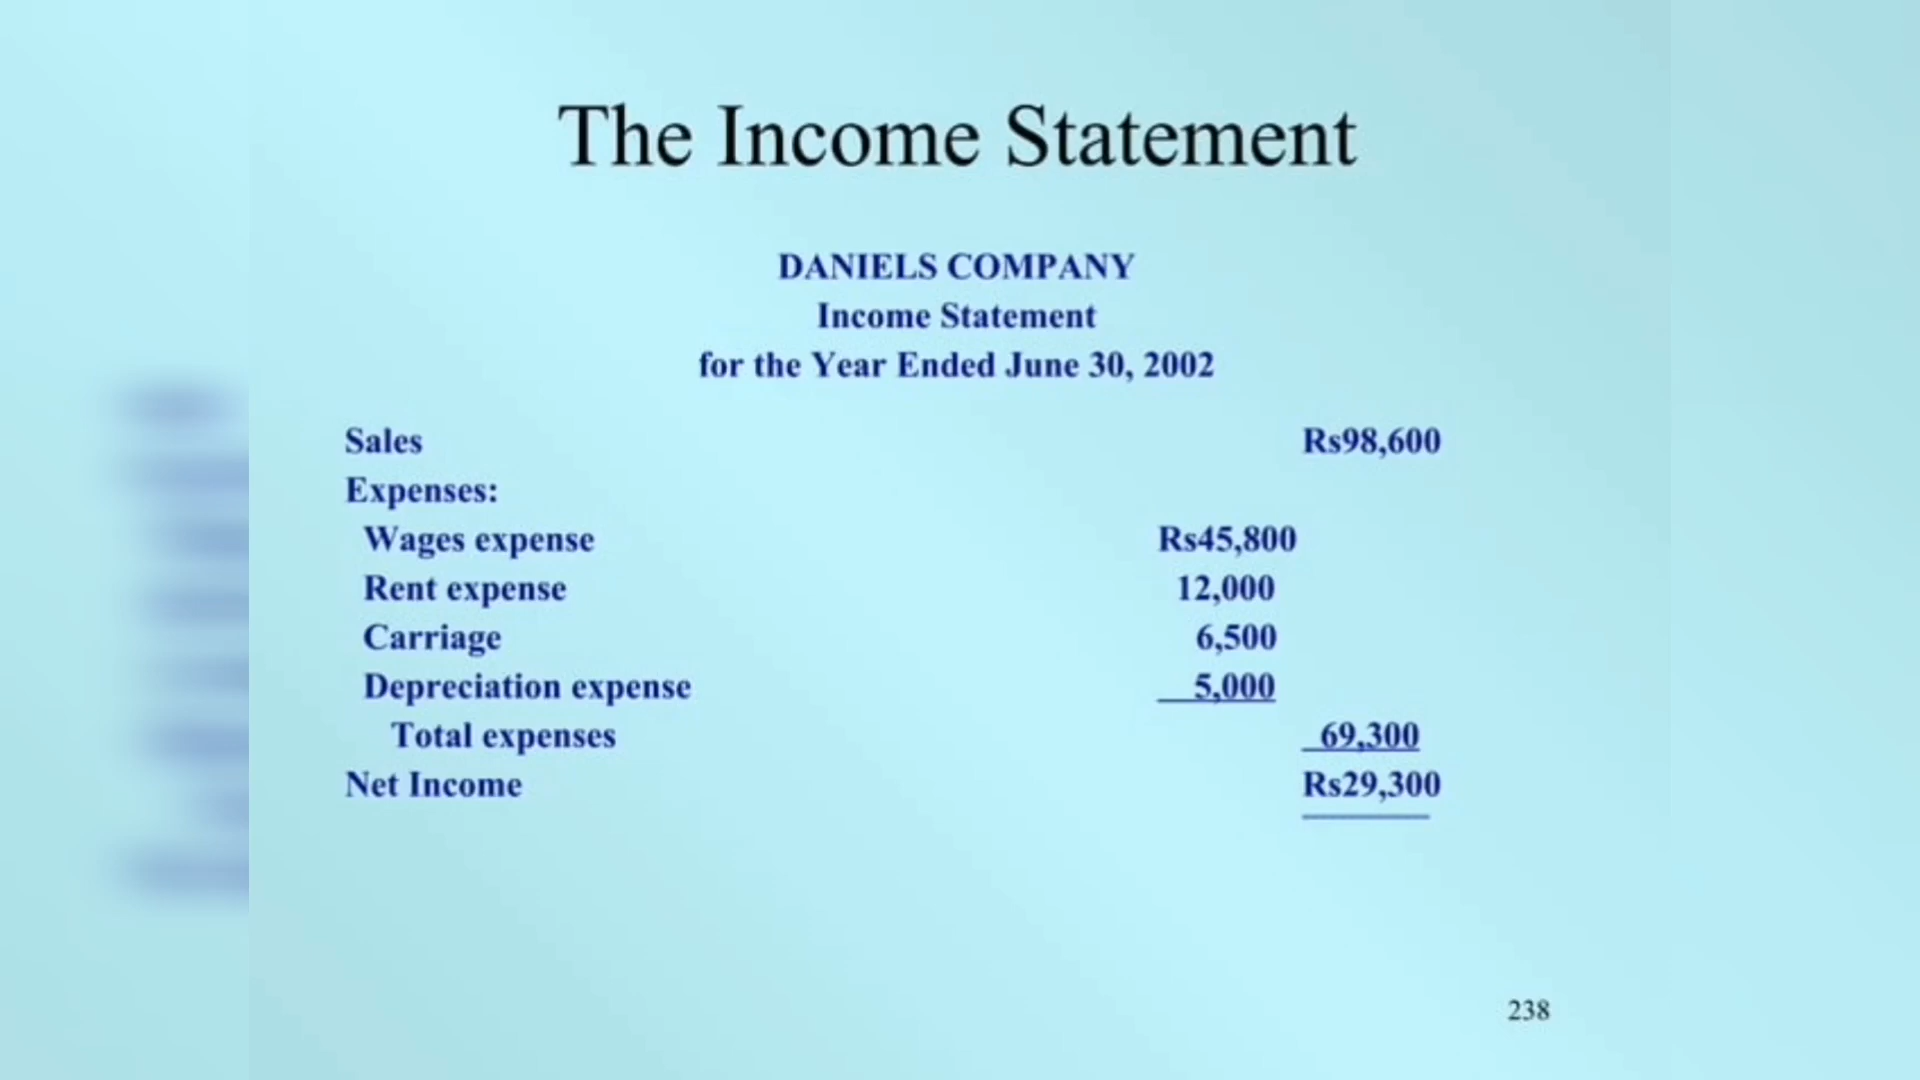 The Income Statement
DANIELS COMPANY
Income Statement
for the Year Ended June 30, 2002
Sales Rs98,600
Expenses:
Wages expense Rs45,800
Rent expense 12,000
Carriage 6,500
Depreciation expense 5,000
Total expenses 69,300
Net Income Rs29,300
238